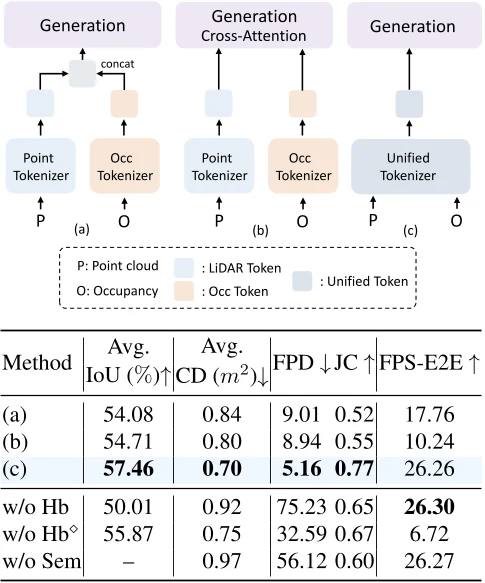 Generation
concat
Point
Tokenizer
Occ
Tokenizer
P
(a)
O
Generation
Cross-Attention
Point
Tokenizer
Occ
Tokenizer
P
(b)
O
Generation
Unified
Tokenizer
P
(c)
O
P: Point cloud
: LiDAR Token
O: Occupancy
: Occ Token
: Unified Token
Method Avg. IoU (%)↑ Avg. CD (m²)↓ FPD ↓ JC ↑ FPS-E2E ↑
(a) 54.08 0.84 9.01 0.52 17.76
(b) 54.71 0.80 8.94 0.55 10.24
(c) 57.46 0.70 5.16 0.77 26.26
w/o Hb 50.01 0.92 75.23 0.65 26.30
w/o Hb◇ 55.87 0.75 32.59 0.67 6.72
w/o Sem – 0.97 56.12 0.60 26.27